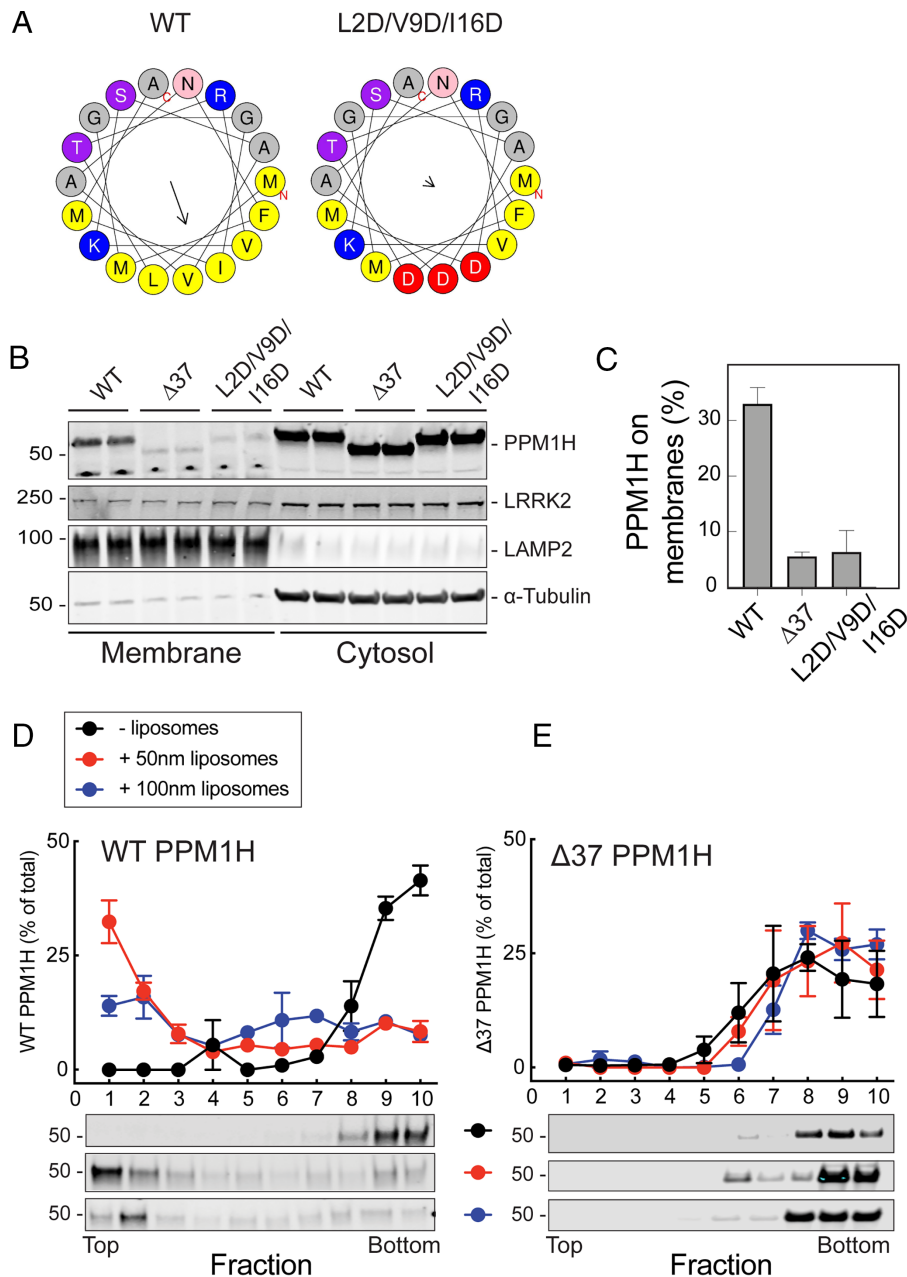 A
WT
L2D/V9D/I16D
A N R G A M F V I V L M K M A T G S
C
N
A N R G A M F V D D D M K M A T G S
C
N
B
WT
Δ37
L2D/V9D/
I16D
WT
Δ37
L2D/V9D/
I16D
50 -
- PPM1H
250 -
- LRRK2
100 -
- LAMP2
50 -
- α-Tubulin
Membrane
Cytosol
C
PPM1H on
membranes (%)
30
10
0
WT
Δ37
L2D/V9D/
I16D
D
- liposomes
+ 50nm liposomes
+ 100nm liposomes
WT PPM1H
WT PPM1H (% of total)
50
25
0
0 1 2 3 4 5 6 7 8 9 10
50 -
50 -
50 -
Top
Bottom
Fraction
E
Δ37 PPM1H
Δ37 PPM1H (% of total)
50
25
0
0 1 2 3 4 5 6 7 8 9 10
50 -
50 -
50 -
Top
Bottom
Fraction